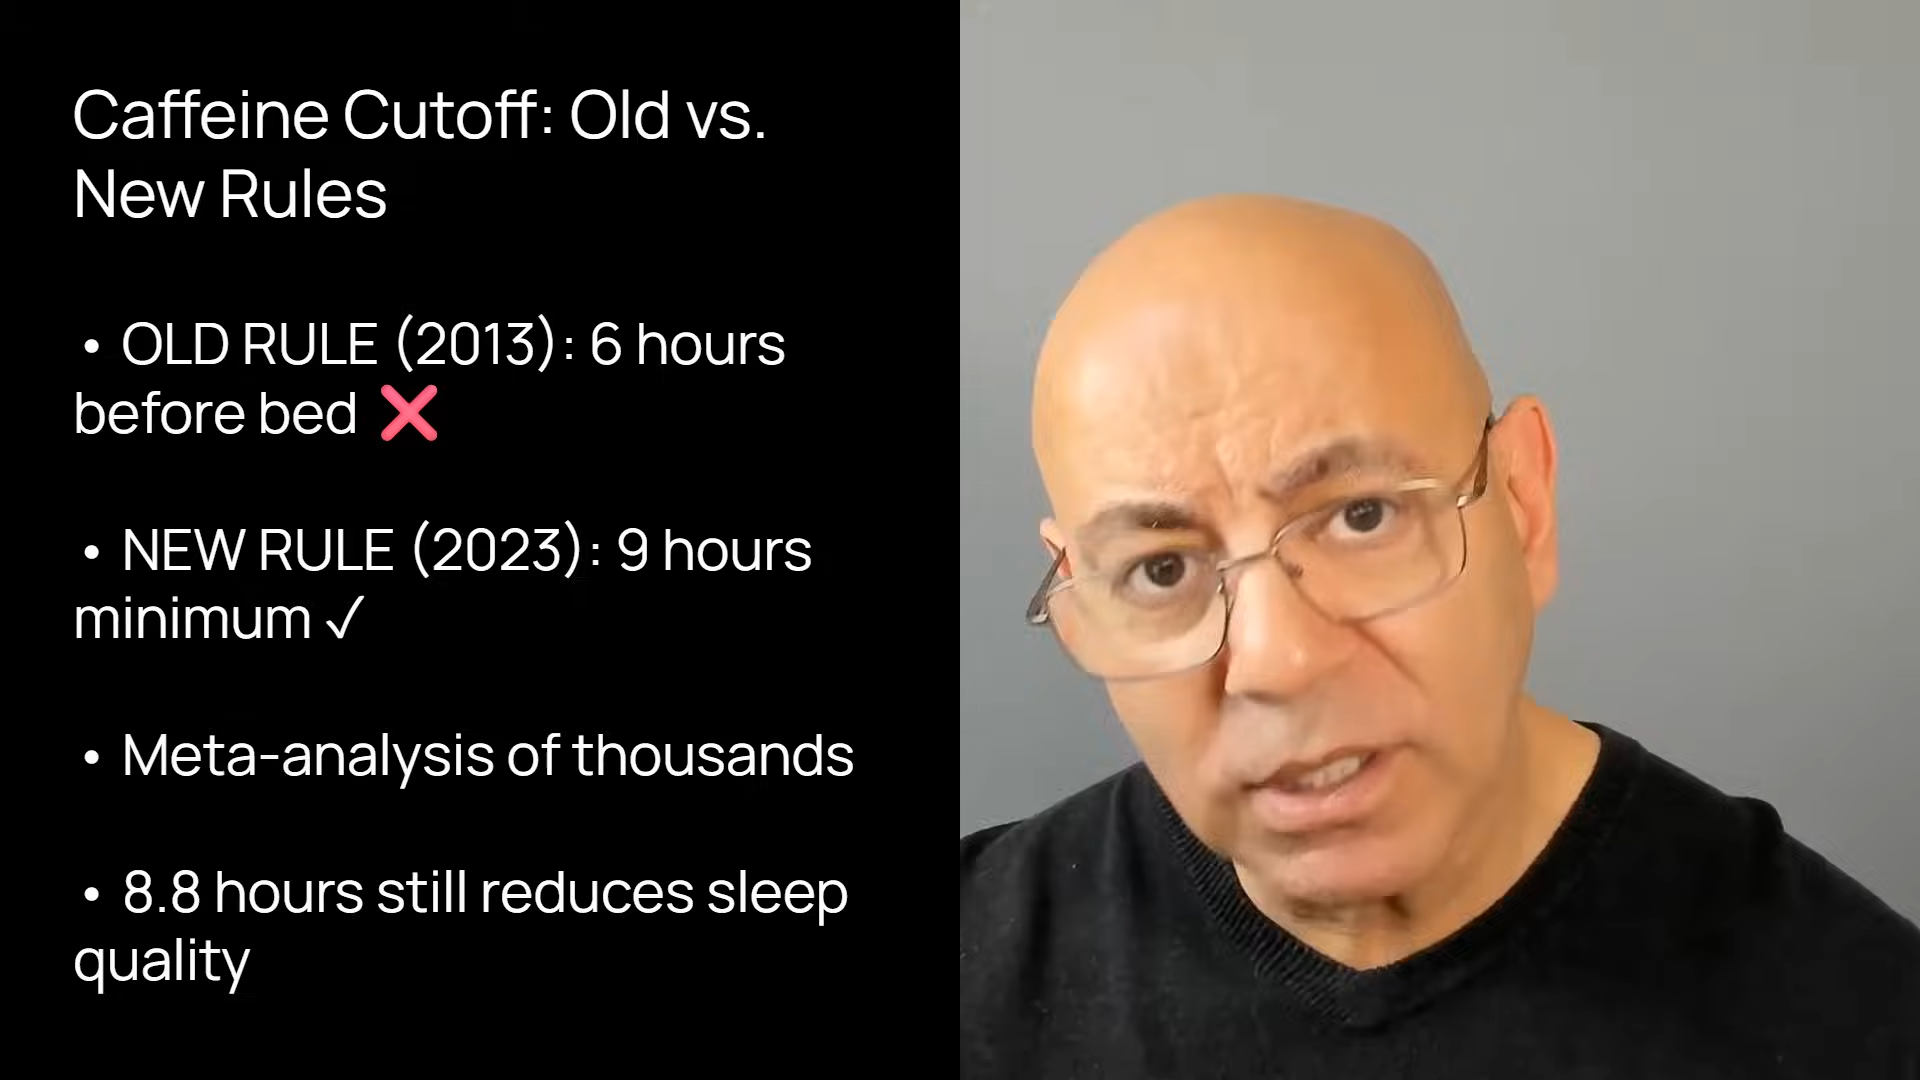 Caffeine Cutoff: Old vs.
New Rules
• OLD RULE (2013): 6 hours
before bed ❌
• NEW RULE (2023): 9 hours
minimum ✓
• Meta-analysis of thousands
• 8.8 hours still reduces sleep
quality